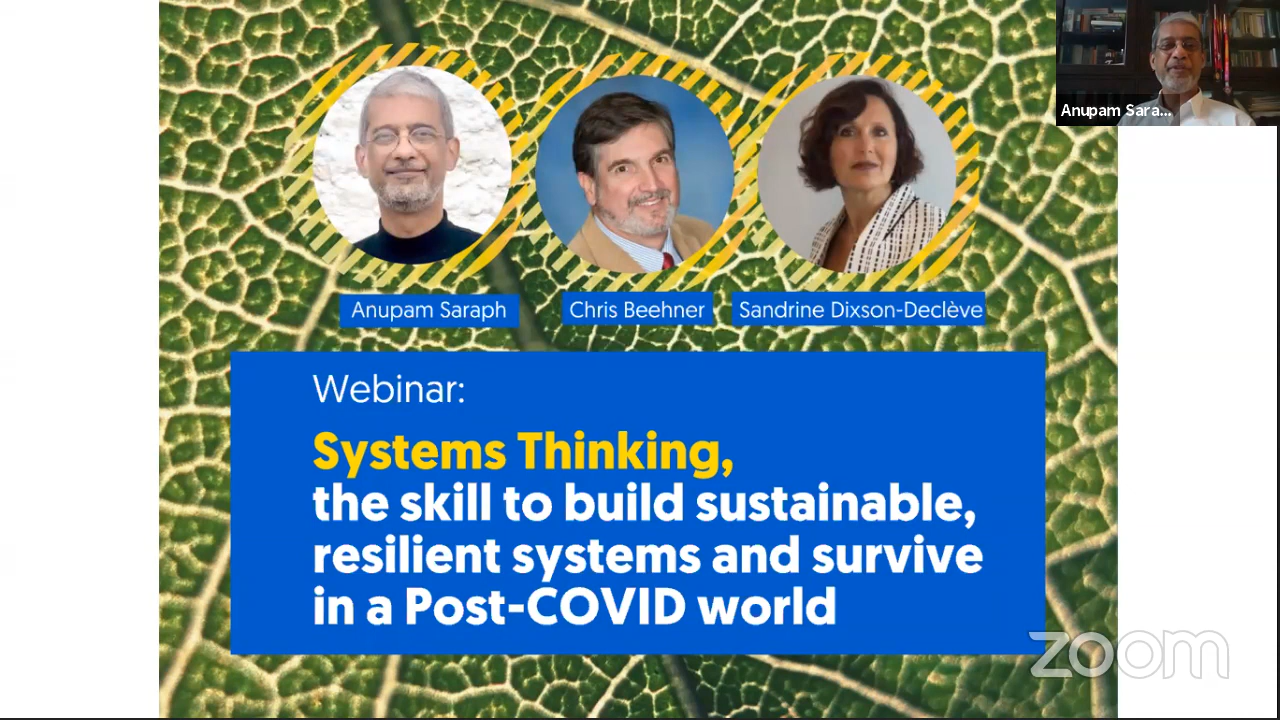 Anupam Sara...
Anupam Saraph
Chris Beehner
Sandrine Dixson-Declève
Webinar:
Systems Thinking,
the skill to build sustainable,
resilient systems and survive
in a Post-COVID world
zoom